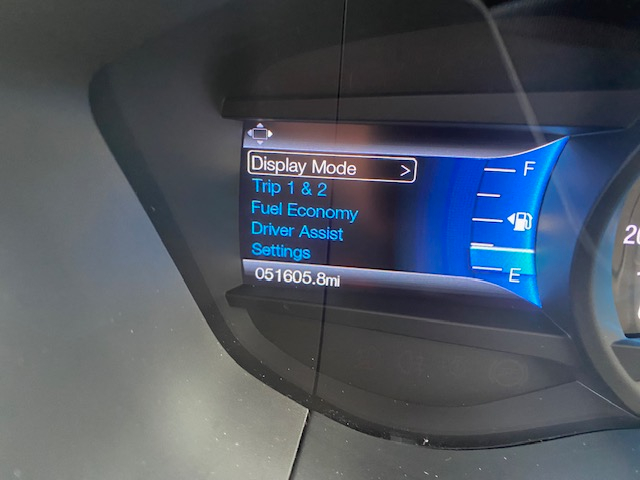 Display Mode >
Trip 1 & 2
Fuel Economy
Driver Assist
Settings
051605.8mi
F
E